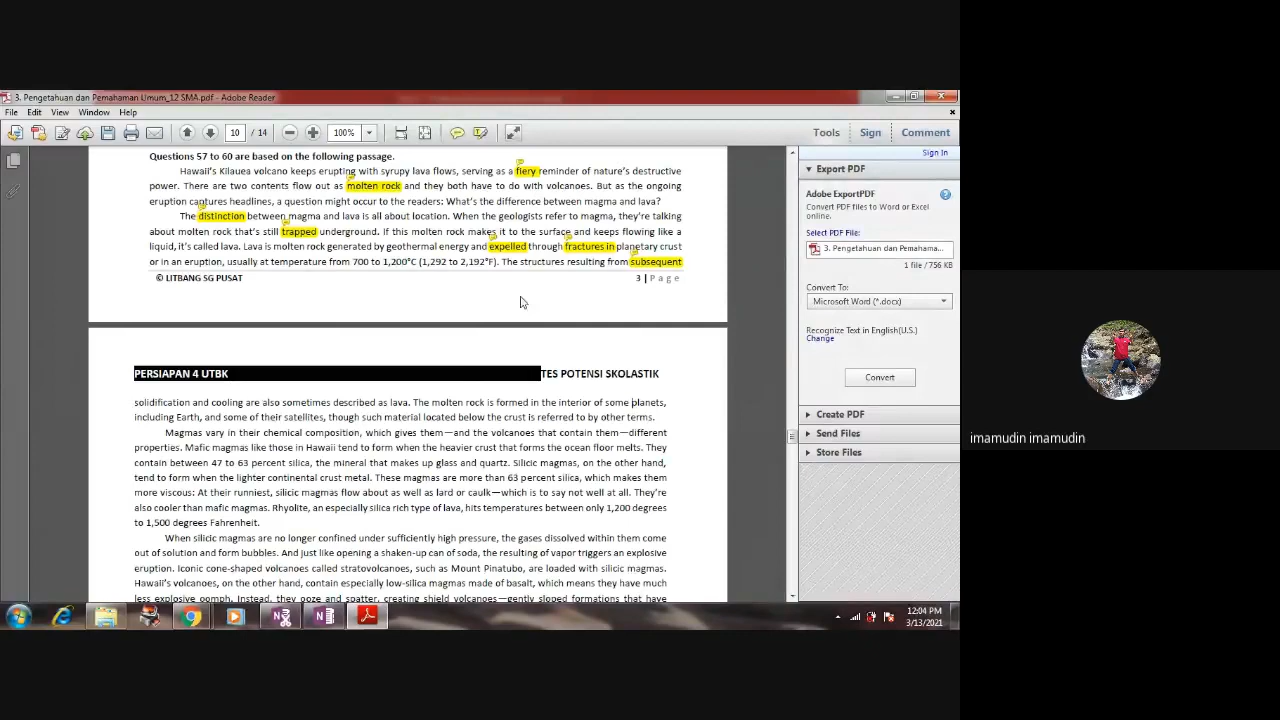 3. Pengetahuan dan Pemahaman Umum_12 SMA.pdf - Adobe Reader
File Edit View Window Help
10 / 14 100% Tools Sign Comment
Sign In
Questions 57 to 60 are based on the following passage.
Hawaii's Kilauea volcano keeps erupting with syrupy lava flows, serving as a fiery reminder of nature's destructive
power. There are two contents flow out as molten rock and they both have to do with volcanoes. But as the ongoing
eruption captures headlines, a question might occur to the readers: What's the difference between magma and lava?
The distinction between magma and lava is all about location. When the geologists refer to magma, they're talking
about molten rock that's still trapped underground. If this molten rock makes it to the surface and keeps flowing like a
liquid, it's called lava. Lava is molten rock generated by geothermal energy and expelled through fractures in planetary crust
or in an eruption, usually at temperature from 700 to 1,200°C (1,292 to 2,192°F). The structures resulting from subsequent
© LITBANG SG PUSAT 3 | P a g e
PERSIAPAN 4 UTBK TES POTENSI SKOLASTIK
solidification and cooling are also sometimes described as lava. The molten rock is formed in the interior of some planets,
including Earth, and some of their satellites, though such material located below the crust is referred to by other terms.
Magmas vary in their chemical composition, which gives them—and the volcanoes that contain them—different
properties. Mafic magmas like those in Hawaii tend to form when the heavier crust that forms the ocean floor melts. They
contain between 47 to 63 percent silica, the mineral that makes up glass and quartz. Silicic magmas, on the other hand,
tend to form when the lighter continental crust metal. These magmas are more than 63 percent silica, which makes them
more viscous: At their runniest, silicic magmas flow about as well as lard or caulk—which is to say not well at all. They're
also cooler than mafic magmas. Rhyolite, an especially silica rich type of lava, hits temperatures between only 1,200 degrees
to 1,500 degrees Fahrenheit.
When silicic magmas are no longer confined under sufficiently high pressure, the gases dissolved within them come
out of solution and form bubbles. And just like opening a shaken-up can of soda, the resulting of vapor triggers an explosive
eruption. Iconic cone-shaped volcanoes called stratovolcanoes, such as Mount Pinatubo, are loaded with silicic magmas.
Hawaii's volcanoes, on the other hand, contain especially low-silica magmas made of basalt, which means they have much
less explosive oomph. Instead, they ooze and spatter, creating shield volcanoes—gently sloped formations that have
Export PDF
Adobe ExportPDF
Convert PDF files to Word or Excel
online.
Select PDF File:
3. Pengetahuan dan Pemahama...
1 file / 756 KB
Convert To:
Microsoft Word (*.docx)
Recognize Text in English(U.S.)
Change
Convert
Create PDF
Send Files
Store Files
imamudin imamudin
12:04 PM
3/13/2021